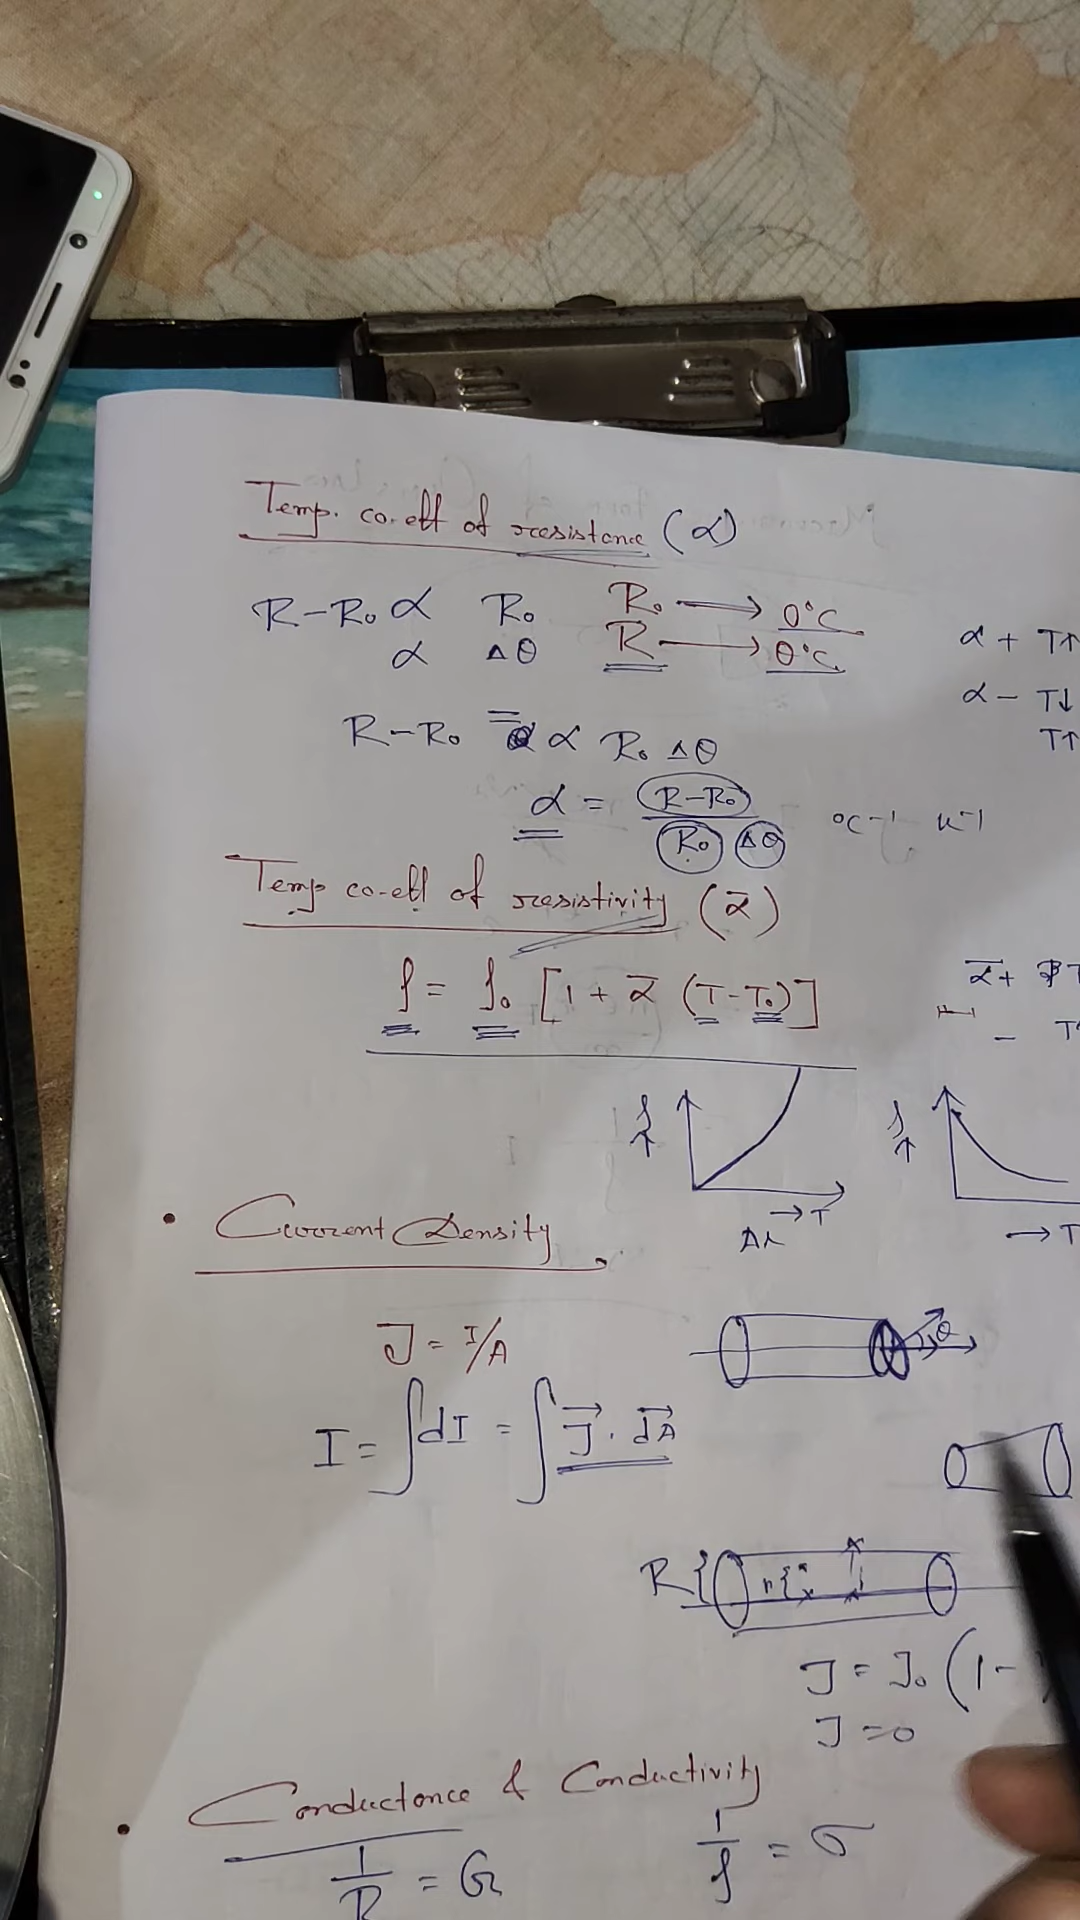 Temp. co.eff of resistance (α)
R-R₀ α R₀ R₀ → 0°C
α Δθ R → θ°C
α + T↑
α - T↓
T↑
R-R₀ = α R₀ Δθ
α = (R-R₀) / R₀ Δθ °C⁻¹ K⁻¹
Temp co-eff of resistivity (ᾱ)
ρ = ρ₀ [1 + ᾱ (T-T₀)]
ᾱ +
- T↑
ρ → T
ρ → T
• Current Density
J = I/A
θ
I = ∫dI = ∫J⃗ . dA⃗
R { r {
J = J₀ (1 -
J = 0
• Conductance & Conductivity
1/R = G 1/ρ = σ